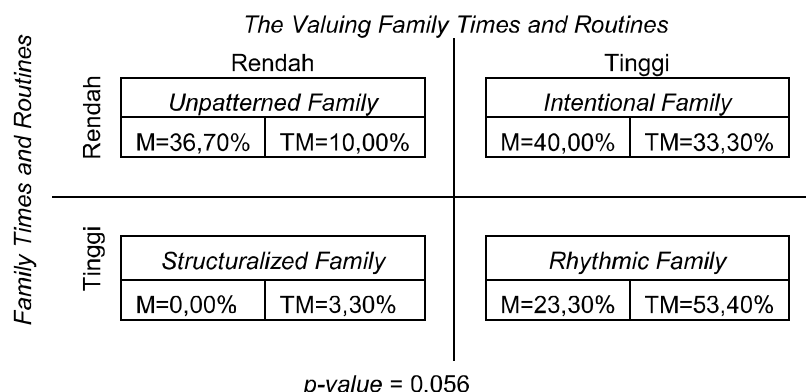 The Valuing Family Times and Routines
Rendah Tinggi
Family Times and Routines
Rendah
Unpatterned Family
M=36,70% TM=10,00%
Intentional Family
M=40,00% TM=33,30%
Tinggi
Structuralized Family
M=0,00% TM=3,30%
Rhythmic Family
M=23,30% TM=53,40%
p-value = 0,056